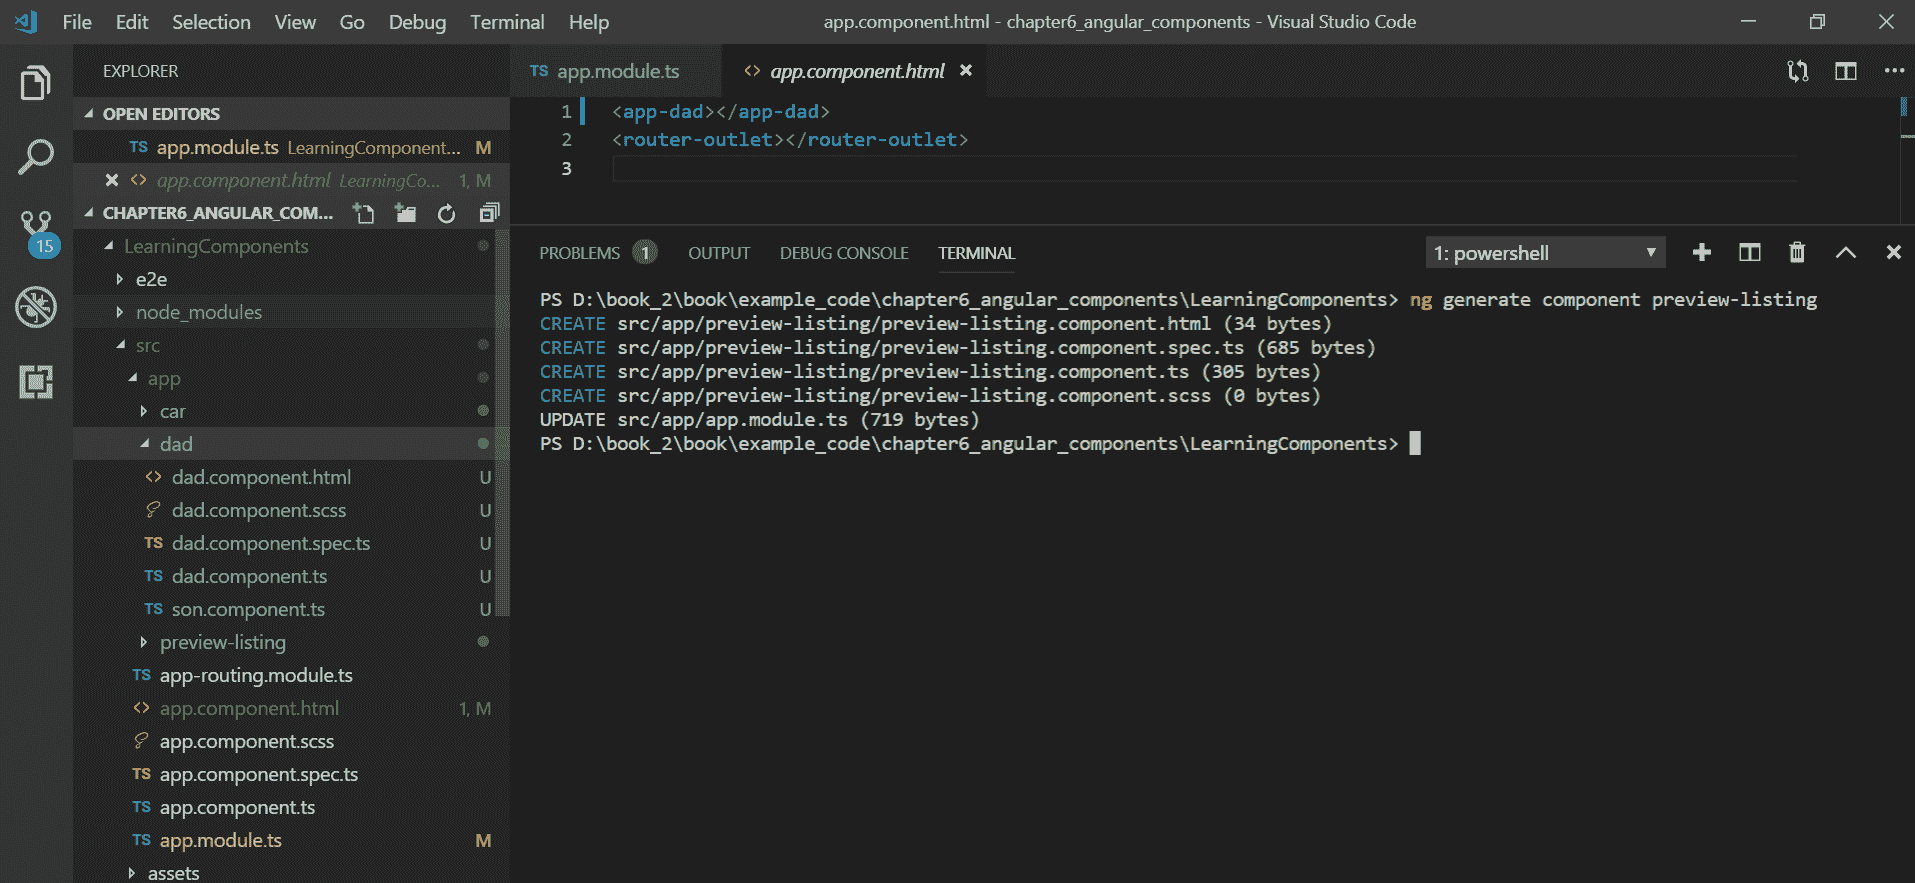 File Edit Selection View Go Debug Terminal Help
app.component.html - chapter6_angular_components - Visual Studio Code
EXPLORER
OPEN EDITORS
TS app.module.ts LearningComponent... M
<> app.component.html LearningCo... 1, M
CHAPTER6_ANGULAR_COM...
LearningComponents
e2e
node_modules
src
app
car
dad
<> dad.component.html U
dad.component.scss U
TS dad.component.spec.ts U
TS dad.component.ts U
TS son.component.ts U
preview-listing
TS app-routing.module.ts
<> app.component.html 1, M
app.component.scss
TS app.component.spec.ts
TS app.component.ts
TS app.module.ts M
assets
15
TS app.module.ts
<> app.component.html
1 <app-dad></app-dad>
2 <router-outlet></router-outlet>
3
PROBLEMS 1 OUTPUT DEBUG CONSOLE TERMINAL
1: powershell
PS D:\book_2\book\example_code\chapter6_angular_components\LearningComponents> ng generate component preview-listing
CREATE src/app/preview-listing/preview-listing.component.html (34 bytes)
CREATE src/app/preview-listing/preview-listing.component.spec.ts (685 bytes)
CREATE src/app/preview-listing/preview-listing.component.ts (305 bytes)
CREATE src/app/preview-listing/preview-listing.component.scss (0 bytes)
UPDATE src/app/app.module.ts (719 bytes)
PS D:\book_2\book\example_code\chapter6_angular_components\LearningComponents>